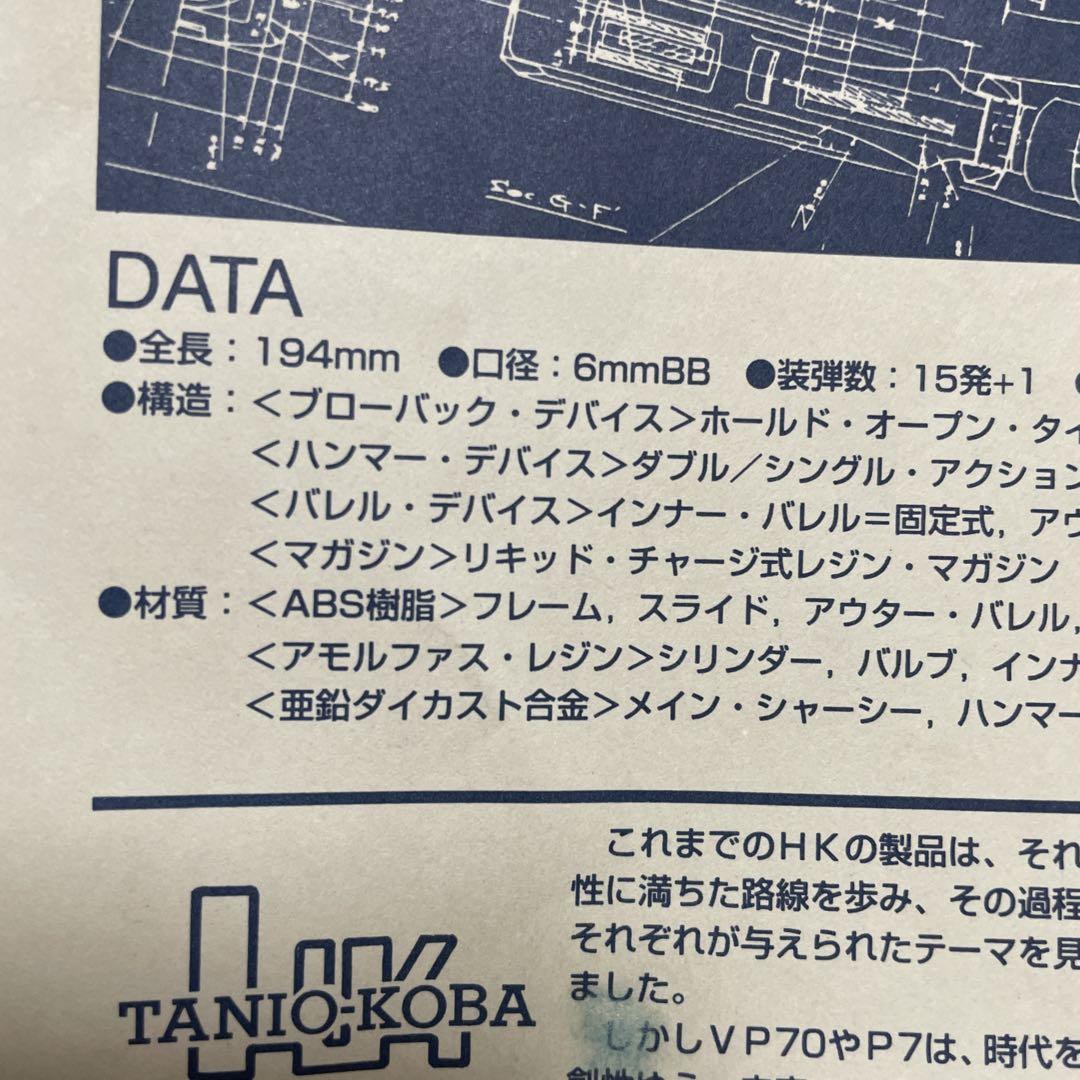 Sec G-F
DATA
●全長：194mm ●口径：6mmBB ●装弾数：15発+1
●構造：＜ブローバック・デバイス＞ホールド・オープン・タイ
＜ハンマー・デバイス＞ダブル／シングル・アクション
＜バレル・デバイス＞インナー・バレル＝固定式，アウ
＜マガジン＞リキッド・チャージ式レジン・マガジン
●材質：＜ABS樹脂＞フレーム，スライド，アウター・バレル，
＜アモルファス・レジン＞シリンダー，バルブ，インナ
＜亜鉛ダイカスト合金＞メイン・シャーシー，ハンマー
HK
TANIO-KOBA
これまでのＨＫの製品は、それ
性に満ちた路線を歩み、その過程
それぞれが与えられたテーマを見
ました。
しかしＶＰ70やＰ7は、時代を